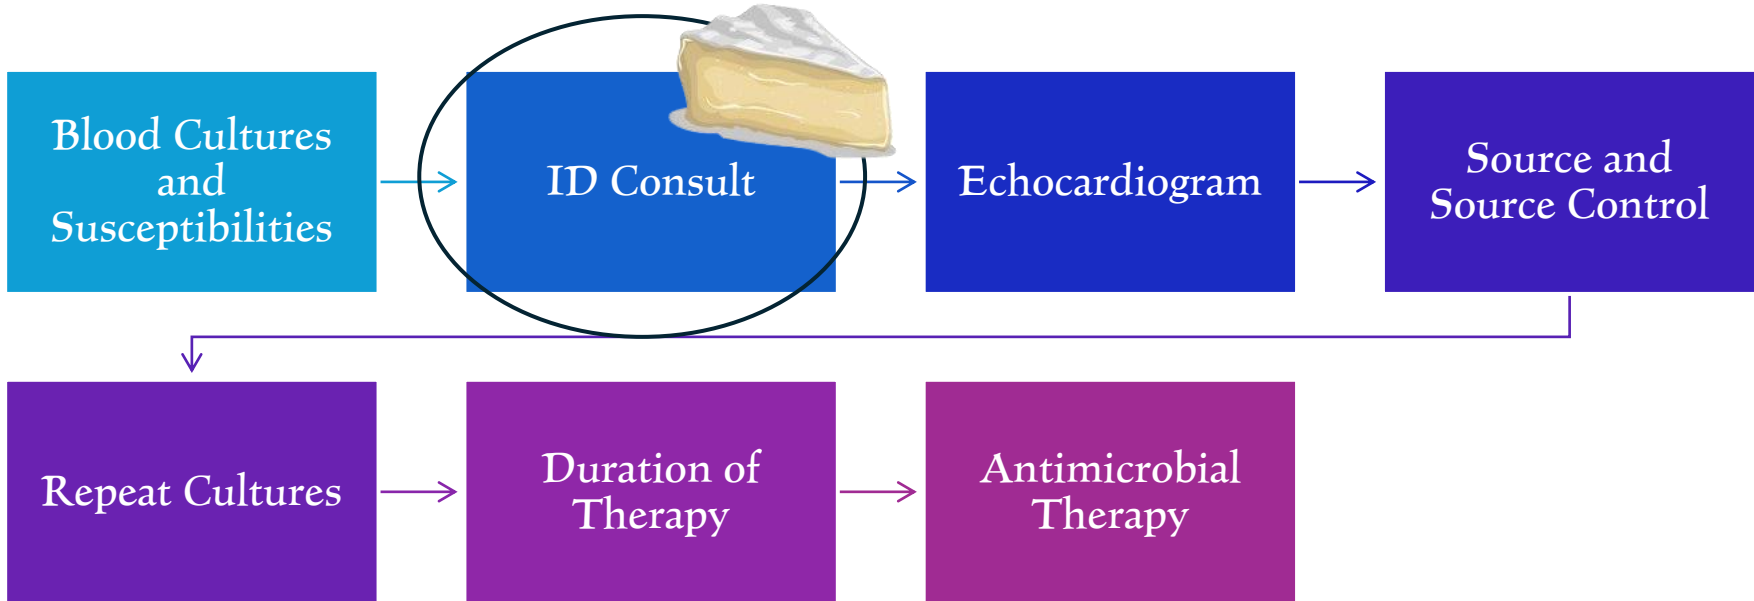 Blood Cultures
and
Susceptibilities
ID Consult
Echocardiogram
Source and
Source Control
Repeat Cultures
Duration of
Therapy
Antimicrobial
Therapy